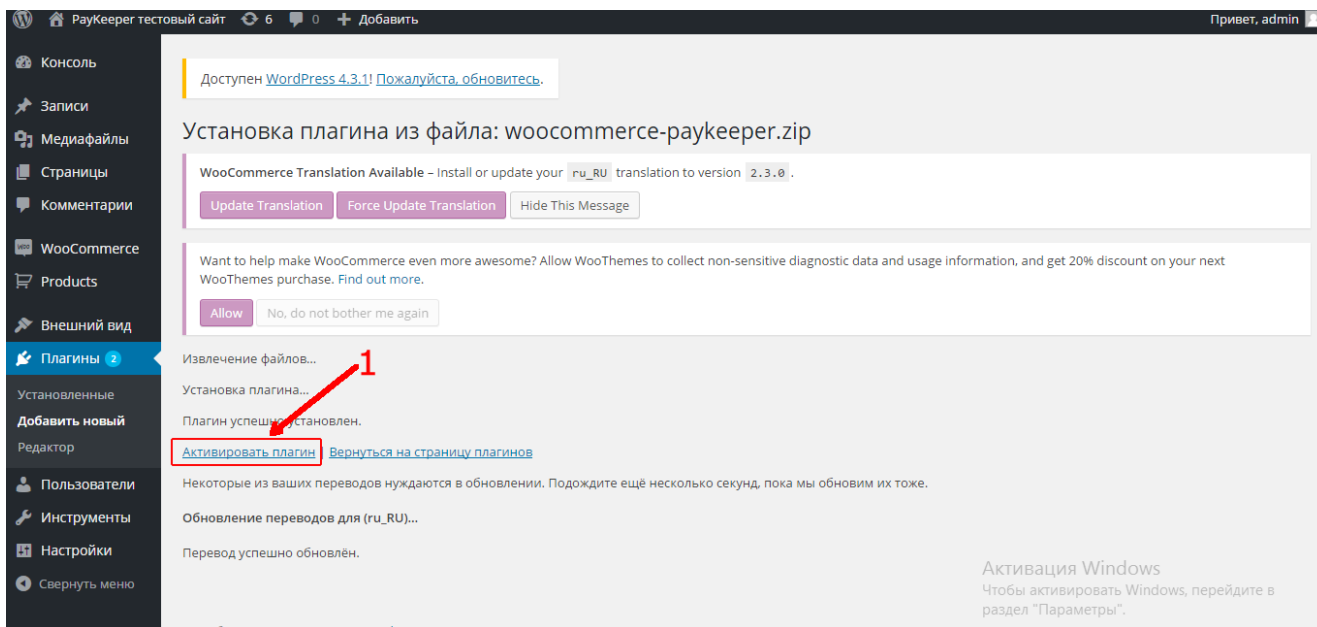 PayKeeper тестовый сайт 6 0 + Добавить
Привет, admin
Консоль
Записи
Медиафайлы
Страницы
Комментарии
WooCommerce
Products
Внешний вид
Плагины 2
Установленные
Добавить новый
Редактор
Пользователи
Инструменты
Настройки
Свернуть меню
Доступен WordPress 4.3.1! Пожалуйста, обновитесь.
Установка плагина из файла: woocommerce-paykeeper.zip
WooCommerce Translation Available – Install or update your ru_RU translation to version 2.3.0.
Update Translation Force Update Translation Hide This Message
Want to help make WooCommerce even more awesome? Allow WooThemes to collect non-sensitive diagnostic data and usage information, and get 20% discount on your next
WooThemes purchase. Find out more.
Allow No, do not bother me again
Извлечение файлов...
1
Установка плагина...
Плагин успешно установлен.
Активировать плагин | Вернуться на страницу плагинов
Некоторые из ваших переводов нуждаются в обновлении. Подождите ещё несколько секунд, пока мы обновим их тоже.
Обновление переводов для (ru_RU)...
Перевод успешно обновлён.
Активация Windows
Чтобы активировать Windows, перейдите в
раздел "Параметры".